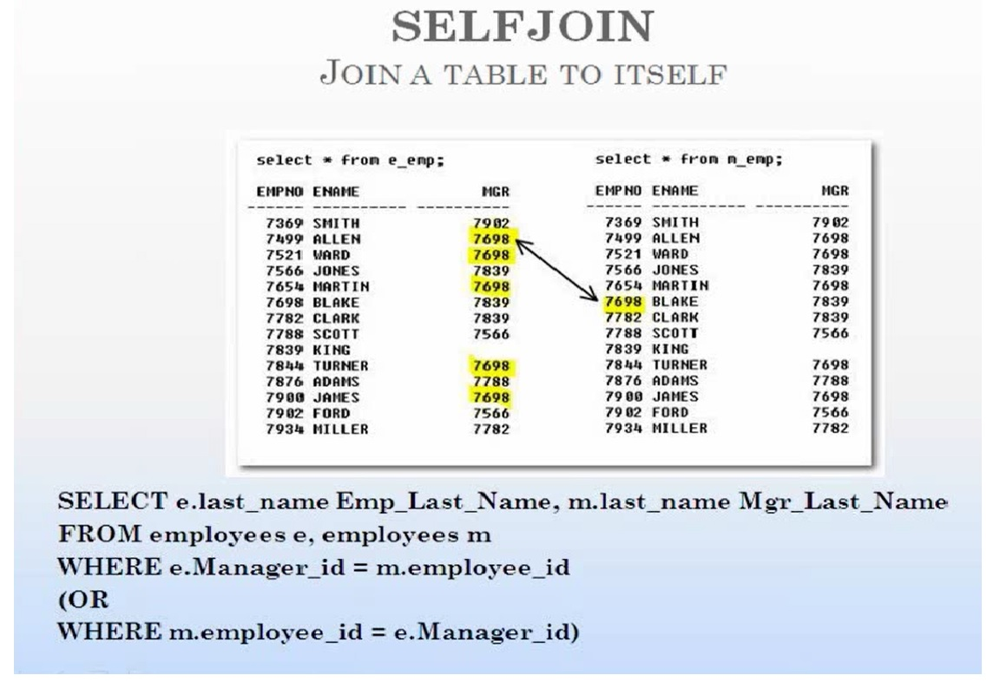 SELFJOIN
JOIN A TABLE TO ITSELF
select * from e_emp; select * from m_emp;
EMPNO ENAME MGR EMPNO ENAME MGR
------ ---------- ---------- ------ ---------- ----------
7369 SMITH 7902 7369 SMITH 7902
7499 ALLEN 7698 7499 ALLEN 7698
7521 WARD 7698 7521 WARD 7698
7566 JONES 7839 7566 JONES 7839
7654 MARTIN 7698 7654 MARTIN 7698
7698 BLAKE 7839 7698 BLAKE 7839
7782 CLARK 7839 7782 CLARK 7839
7788 SCOTT 7566 7788 SCOTT 7566
7839 KING 7839 KING
7844 TURNER 7698 7844 TURNER 7698
7876 ADAMS 7788 7876 ADAMS 7788
7900 JAMES 7698 7900 JAMES 7698
7902 FORD 7566 7902 FORD 7566
7934 MILLER 7782 7934 MILLER 7782
SELECT e.last_name Emp_Last_Name, m.last_name Mgr_Last_Name
FROM employees e, employees m
WHERE e.Manager_id = m.employee_id
(OR
WHERE m.employee_id = e.Manager_id)